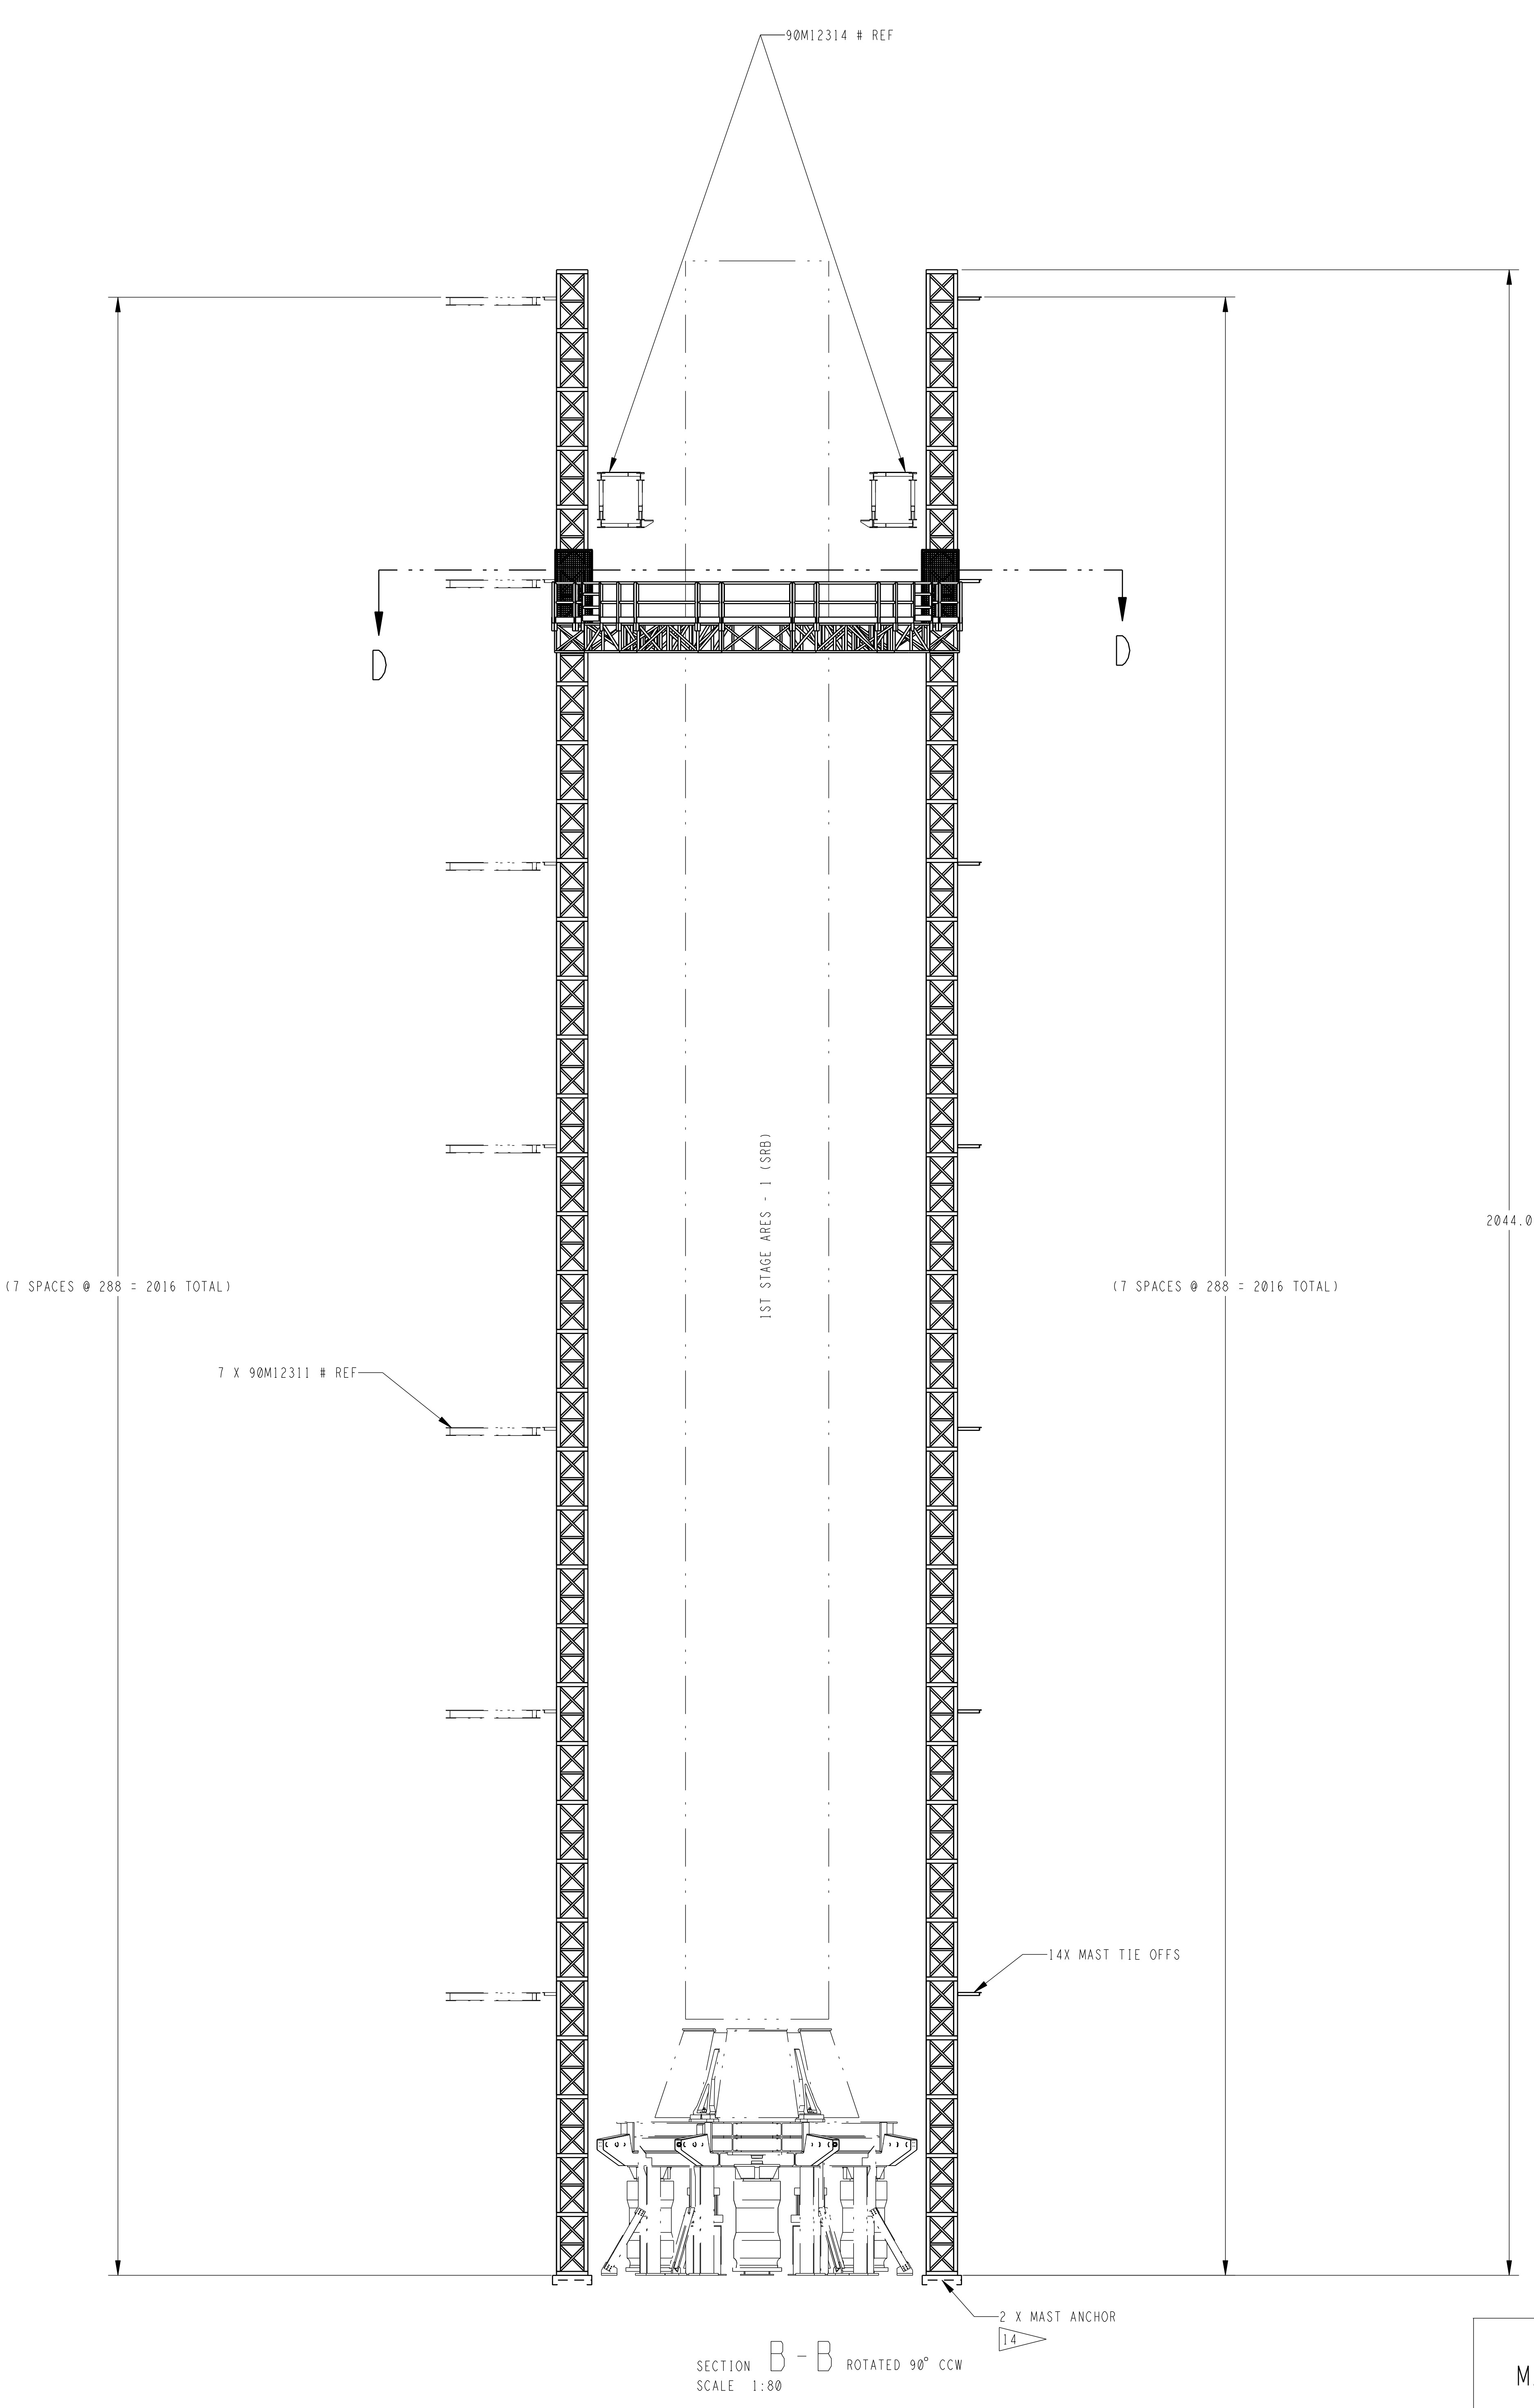 90M12314 # REF
D
D
1ST STAGE ARES - 1 (SRB)
2044.0
(7 SPACES @ 288 = 2016 TOTAL)
(7 SPACES @ 288 = 2016 TOTAL)
7 X 90M12311 # REF
14X MAST TIE OFFS
2 X MAST ANCHOR
14
SECTION B-B ROTATED 90° CCW
SCALE 1:80
M